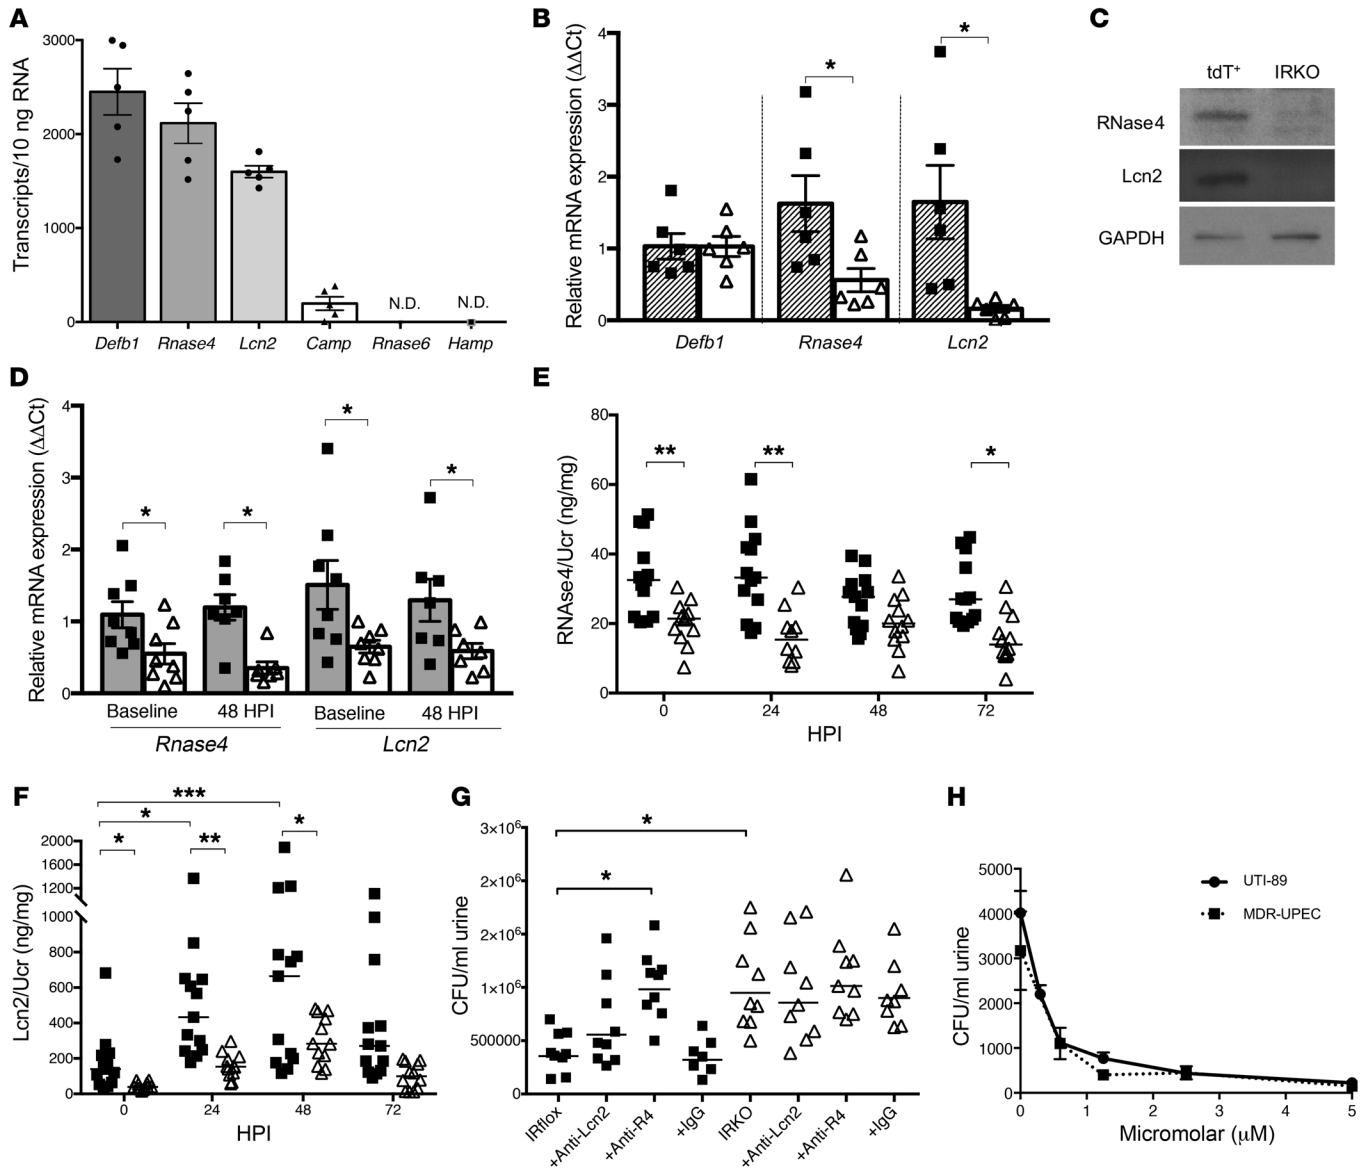 A
Transcripts/10 ng RNA
3000
2000
1000
0
N.D.
N.D.
Defb1 Rnase4 Lcn2 Camp Rnase6 Hamp
B
Relative mRNA expression (ΔΔCt)
4
3
2
1
0
*
*
Defb1 Rnase4 Lcn2
C
tdT+ IRKO
RNase4
Lcn2
GAPDH
D
Relative mRNA expression (ΔΔCt)
4
3
2
1
0
*
*
*
*
Baseline 48 HPI Baseline 48 HPI
Rnase4 Lcn2
E
RNAse4/Ucr (ng/mg)
80
60
40
20
0
** ** *
0 24 48 72
HPI
F
Lcn2/Ucr (ng/mg)
2000
1600
1200
1000
800
600
400
200
0
***
*
* ** *
0 24 48 72
HPI
G
CFU/ml urine
3×10⁶
2×10⁶
2×10⁶
1×10⁶
500000
0
*
*
IRflox +Anti-Lcn2 +Anti-R4 +IgG IRKO +Anti-Lcn2 +Anti-R4 +IgG
H
CFU/ml urine
5000
4000
3000
2000
1000
0
UTI-89
MDR-UPEC
0 1 2 3 4 5
Micromolar (μM)